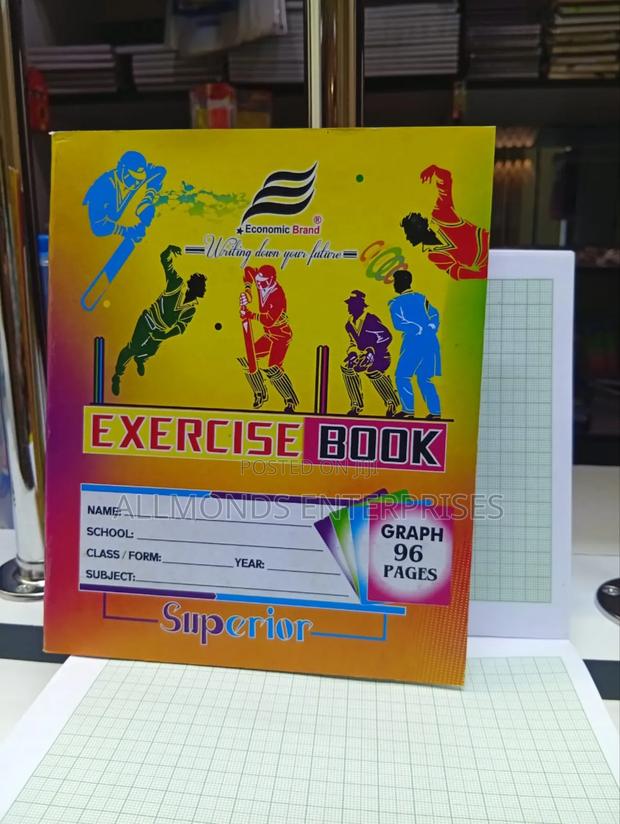 Economic Brand®
Writing down your future
EXERCISE BOOK
POSTED ON Jiji
ALLMONDS ENTERPRISES
NAME:
SCHOOL:
CLASS / FORM: YEAR:
SUBJECT:
GRAPH
96
PAGES
Superior